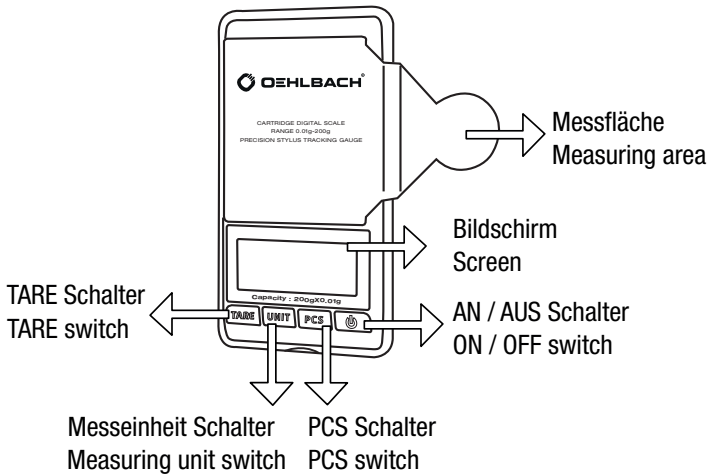 OEHLBACH®
CARTRIDGE DIGITAL SCALE
RANGE 0.01g-200g
PRECISION STYLUS TRACKING GAUGE
Messfläche
Measuring area
Bildschirm
Screen
Capacity : 200gX0.01g
TARE Schalter
TARE switch
TARE UNIT PCS
AN / AUS Schalter
ON / OFF switch
Messeinheit Schalter
Measuring unit switch
PCS Schalter
PCS switch